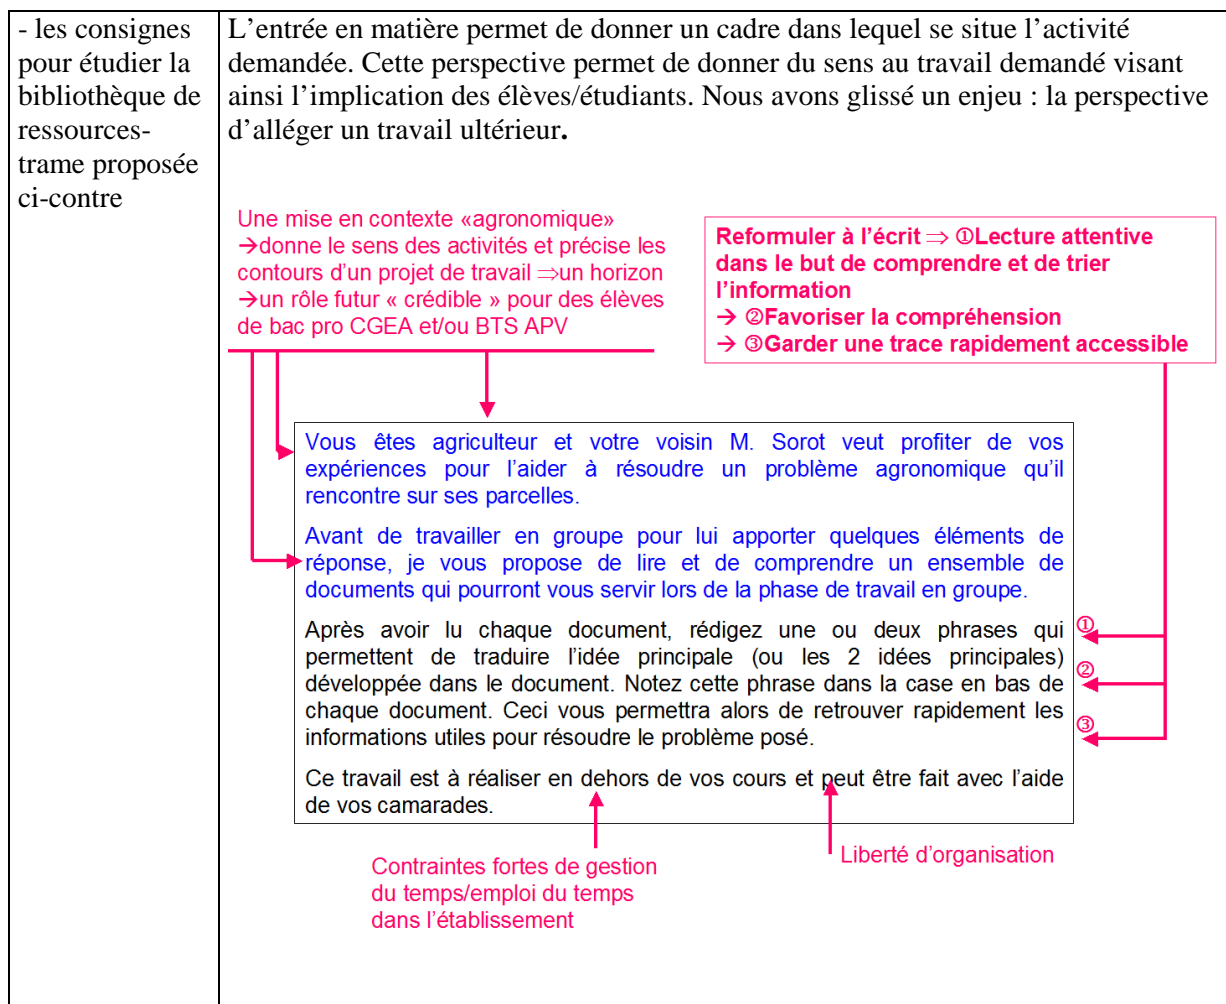 - les consignes
pour étudier la
bibliothèque de
ressources-
trame proposée
ci-contre
L’entrée en matière permet de donner un cadre dans lequel se situe l’activité
demandée. Cette perspective permet de donner du sens au travail demandé visant
ainsi l’implication des élèves/étudiants. Nous avons glissé un enjeu : la perspective
d’alléger un travail ultérieur.
Une mise en contexte «agronomique»
→donne le sens des activités et précise les
contours d’un projet de travail ⇒un horizon
→un rôle futur « crédible » pour des élèves
de bac pro CGEA et/ou BTS APV
Reformuler à l’écrit ⇒ ①Lecture attentive
dans le but de comprendre et de trier
l’information
→ ②Favoriser la compréhension
→ ③Garder une trace rapidement accessible
Vous êtes agriculteur et votre voisin M. Sorot veut profiter de vos
expériences pour l’aider à résoudre un problème agronomique qu’il
rencontre sur ses parcelles.
Avant de travailler en groupe pour lui apporter quelques éléments de
réponse, je vous propose de lire et de comprendre un ensemble de
documents qui pourront vous servir lors de la phase de travail en groupe.
Après avoir lu chaque document, rédigez une ou deux phrases qui
permettent de traduire l’idée principale (ou les 2 idées principales)
développée dans le document. Notez cette phrase dans la case en bas de
chaque document. Ceci vous permettra alors de retrouver rapidement les
informations utiles pour résoudre le problème posé.
①
②
③
Ce travail est à réaliser en dehors de vos cours et peut être fait avec l’aide
de vos camarades.
Contraintes fortes de gestion
du temps/emploi du temps
dans l’établissement
Liberté d’organisation